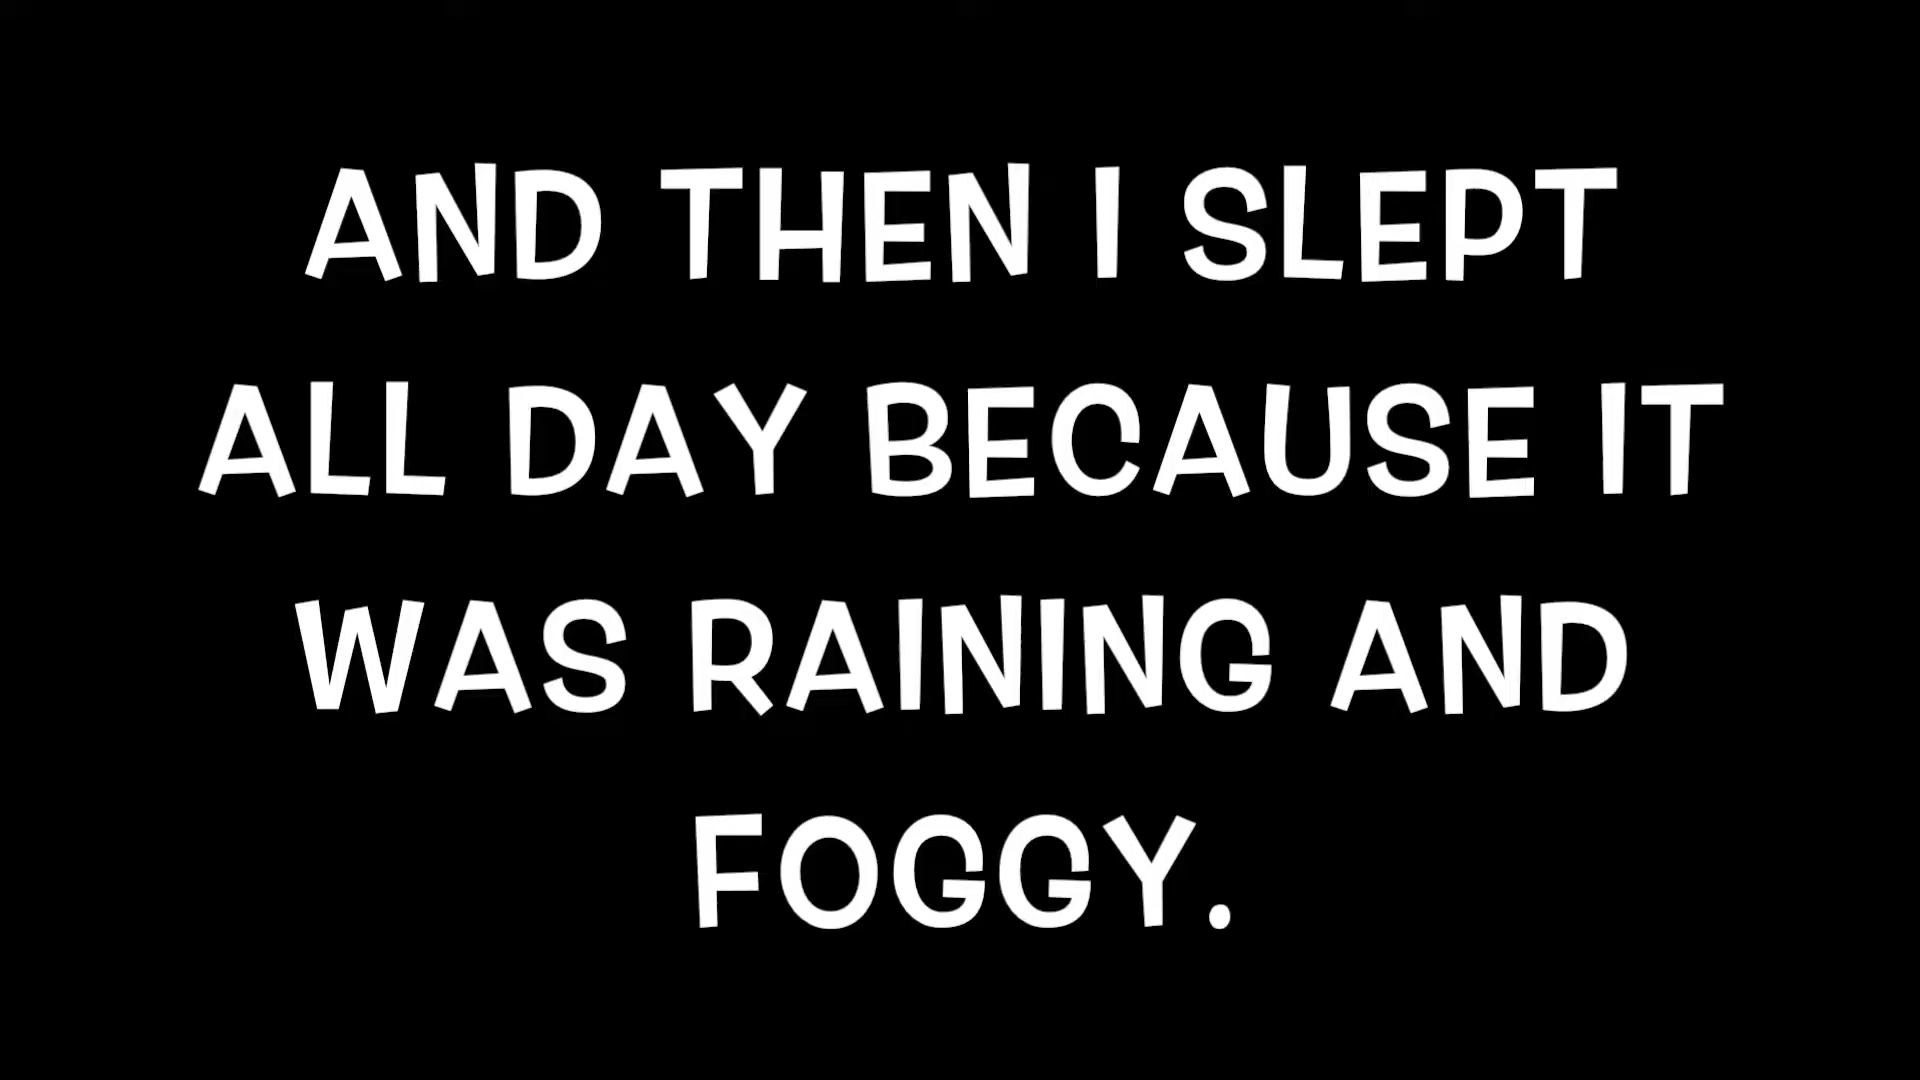 AND THEN I SLEPT
ALL DAY BECAUSE IT
WAS RAINING AND
FOGGY.